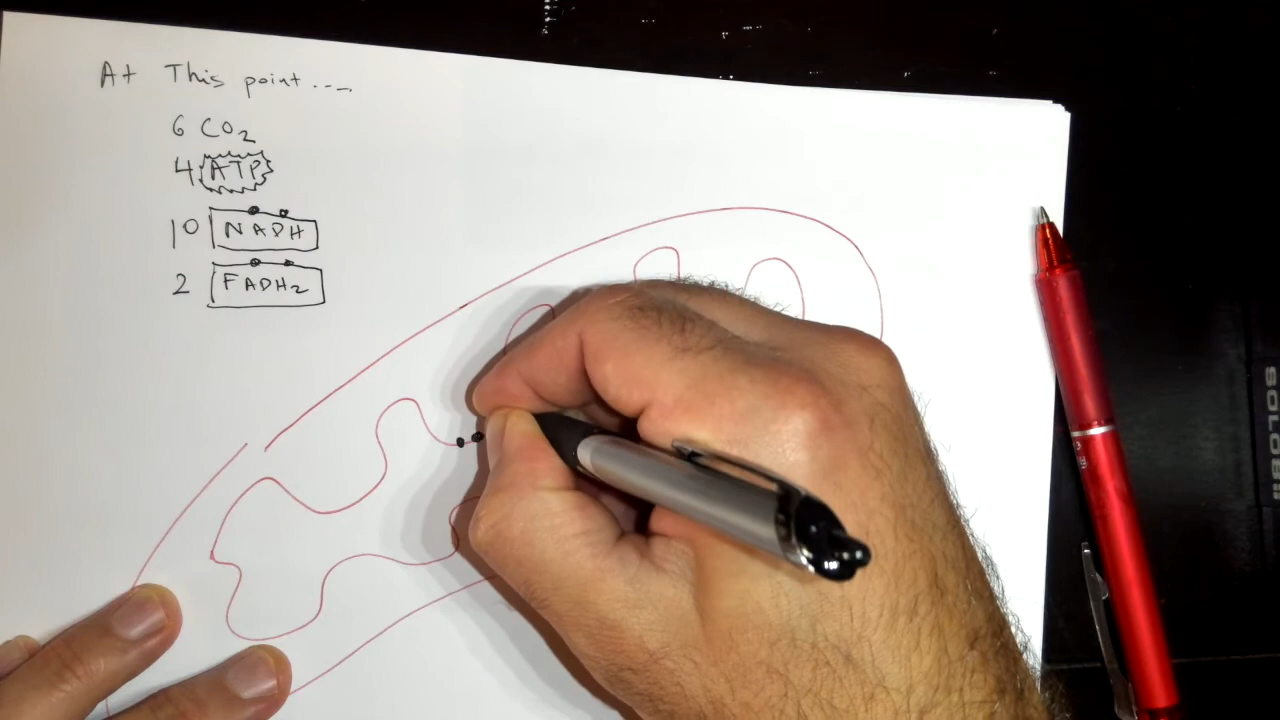 At This point....
6 CO2
4 ATP
10 NADH
2 FADH2